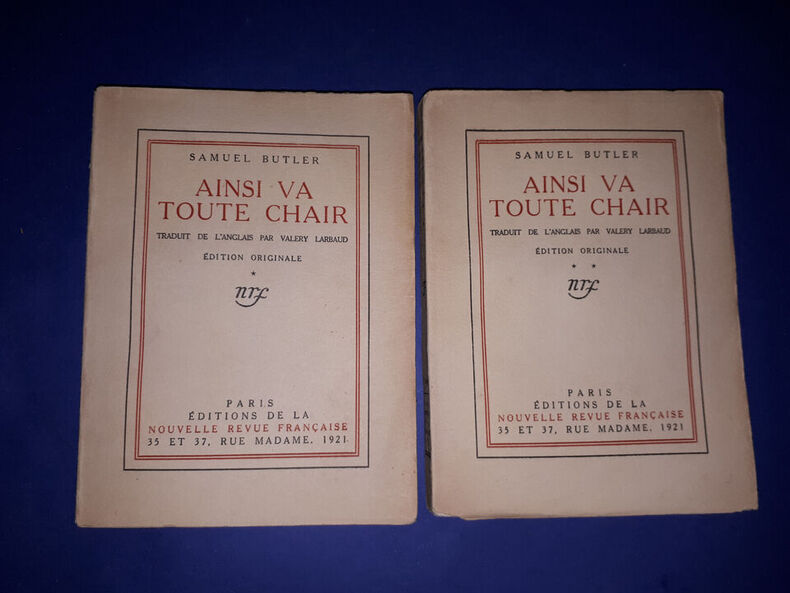 SAMUEL BUTLER
AINSI VA
TOUTE CHAIR
TRADUIT DE L'ANGLAIS PAR VALERY LARBAUD
ÉDITION ORIGINALE
*
nrf
PARIS
ÉDITIONS DE LA
NOUVELLE REVUE FRANÇAISE
35 ET 37, RUE MADAME. 1921
SAMUEL BUTLER
AINSI VA
TOUTE CHAIR
TRADUIT DE L'ANGLAIS PAR VALERY LARBAUD
ÉDITION ORIGINALE
* *
nrf
PARIS
ÉDITIONS DE LA
NOUVELLE REVUE FRANÇAISE
35 ET 37, RUE MADAME. 1921